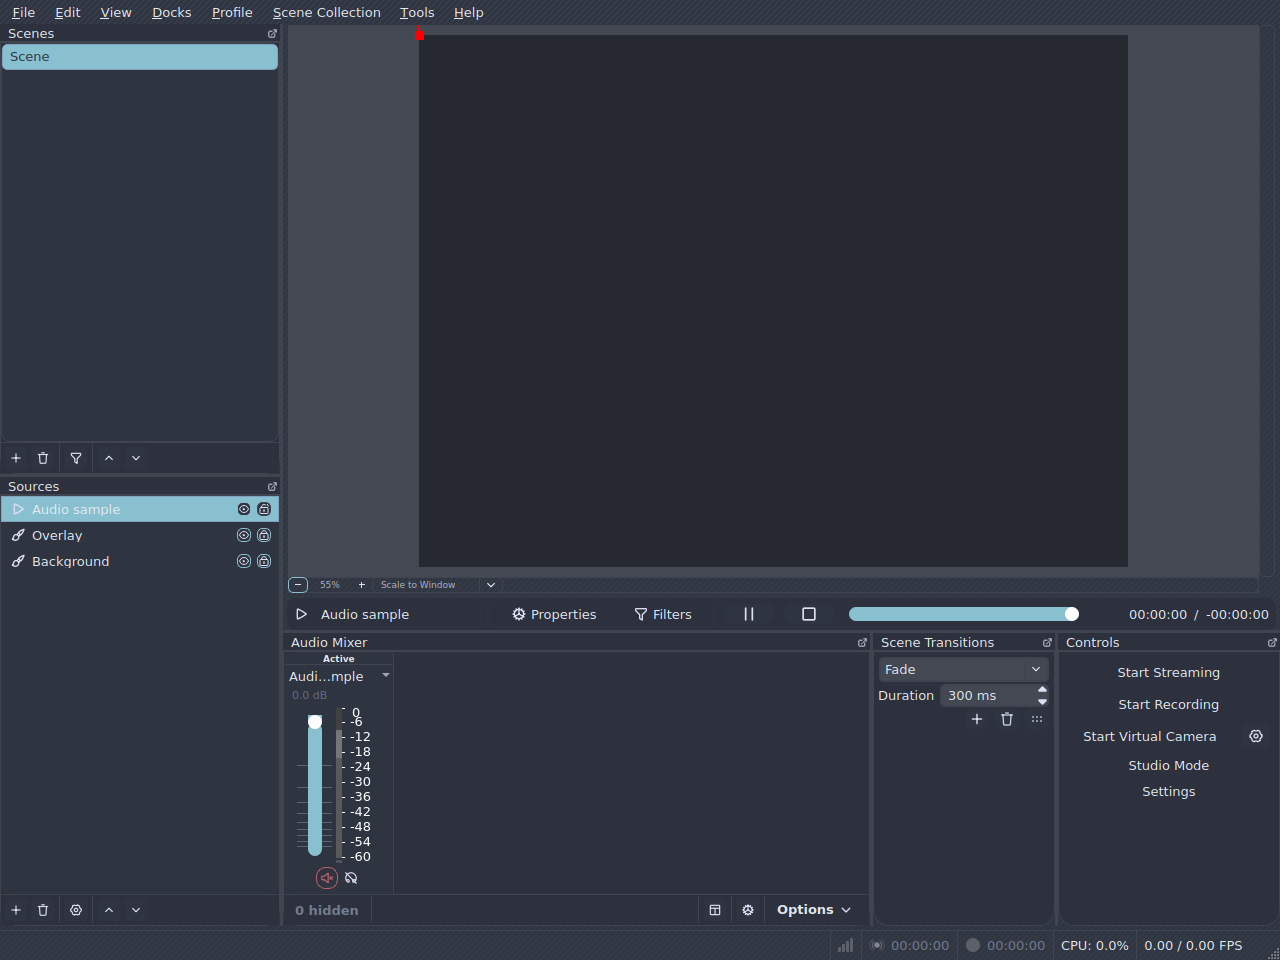 File Edit View Docks Profile Scene Collection Tools Help
Scenes
Scene
Sources
Audio sample
Overlay
Background
55% Scale to Window
Audio sample Properties Filters 00:00:00 / -00:00:00
Audio Mixer
Active
Audi...mple
0.0 dB
0
-6
-12
-18
-24
-30
-36
-42
-48
-54
-60
0 hidden Options
Scene Transitions
Fade
Duration 300 ms
Controls
Start Streaming
Start Recording
Start Virtual Camera
Studio Mode
Settings
00:00:00 00:00:00 CPU: 0.0% 0.00 / 0.00 FPS